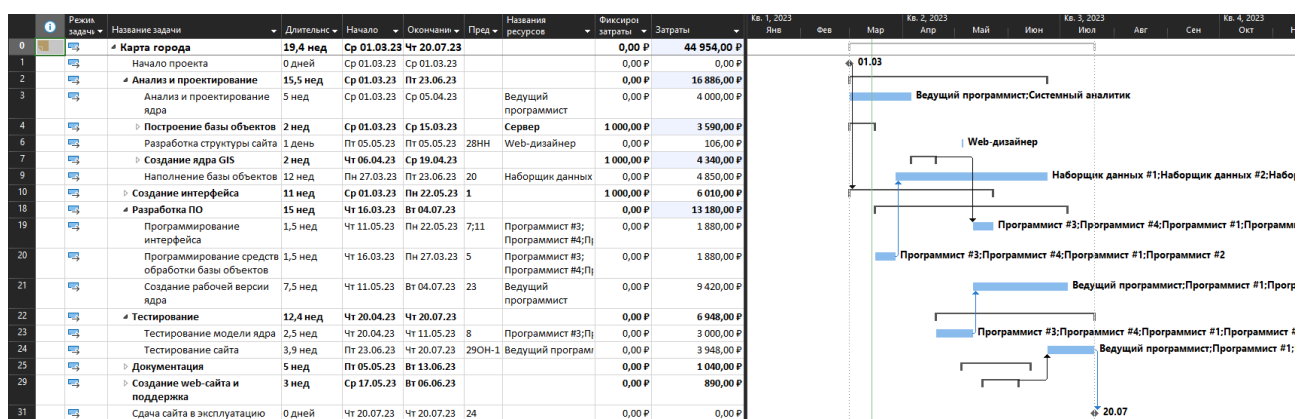 Режим задачи Название задачи Длительнс Начало Окончани Пред Названия ресурсов Фиксиров затраты Затраты Кв. 1, 2023 Кв. 2, 2023 Кв. 3, 2023 Кв. 4, 2023
Янв Фев Мар Апр Май Июн Июл Авг Сен Окт
0 Карта города 19,4 нед Ср 01.03.23 Чт 20.07.23 0,00 ₽ 44 954,00 ₽
1 Начало проекта 0 дней Ср 01.03.23 Ср 01.03.23 0,00 ₽ 0,00 ₽ 01.03
2 Анализ и проектирование 15,5 нед Ср 01.03.23 Пт 23.06.23 0,00 ₽ 16 886,00 ₽
3 Анализ и проектирование ядра 5 нед Ср 01.03.23 Ср 05.04.23 Ведущий программист 0,00 ₽ 4 000,00 ₽ Ведущий программист;Системный аналитик
4 Построение базы объектов 2 нед Ср 01.03.23 Ср 15.03.23 Сервер 1 000,00 ₽ 3 590,00 ₽
6 Разработка структуры сайта 1 день Пт 05.05.23 Пт 05.05.23 28НН Web-дизайнер 0,00 ₽ 106,00 ₽ Web-дизайнер
7 Создание ядра GIS 2 нед Чт 06.04.23 Ср 19.04.23 1 000,00 ₽ 4 340,00 ₽
9 Наполнение базы объектов 12 нед Пн 27.03.23 Пт 23.06.23 20 Наборщик данных 0,00 ₽ 4 850,00 ₽ Наборщик данных #1;Наборщик данных #2;Набор
10 Создание интерфейса 11 нед Ср 01.03.23 Пн 22.05.23 1 1 000,00 ₽ 6 010,00 ₽
18 Разработка ПО 15 нед Чт 16.03.23 Вт 04.07.23 0,00 ₽ 13 180,00 ₽
19 Программирование интерфейса 1,5 нед Чт 11.05.23 Пн 22.05.23 7;11 Программист #3; Программист #4;П 0,00 ₽ 1 880,00 ₽ Программист #3;Программист #4;Программист #1;Программи
20 Программирование средств обработки базы объектов 1,5 нед Чт 16.03.23 Пн 27.03.23 5 Программист #3; Программист #4;П 0,00 ₽ 1 880,00 ₽ Программист #3;Программист #4;Программист #1;Программист #2
21 Создание рабочей версии ядра 7,5 нед Чт 11.05.23 Вт 04.07.23 23 Ведущий программист 0,00 ₽ 9 420,00 ₽ Ведущий программист;Программист #1;Прогр
22 Тестирование 12,4 нед Чт 20.04.23 Чт 20.07.23 0,00 ₽ 6 948,00 ₽
23 Тестирование модели ядра 2,5 нед Чт 20.04.23 Чт 11.05.23 8 Программист #3;П 0,00 ₽ 3 000,00 ₽ Программист #3;Программист #4;Программист #1;Программист #
24 Тестирование сайта 3,9 нед Пт 23.06.23 Чт 20.07.23 29ОН-1 Ведущий програм 0,00 ₽ 3 948,00 ₽ Ведущий программист;Программист #1;
25 Документация 5 нед Пт 05.05.23 Вт 13.06.23 0,00 ₽ 1 040,00 ₽
29 Создание web-сайта и поддержка 3 нед Ср 17.05.23 Вт 06.06.23 0,00 ₽ 890,00 ₽
31 Сдача сайта в эксплуатацию 0 дней Чт 20.07.23 Чт 20.07.23 24 0,00 ₽ 0,00 ₽ 20.07